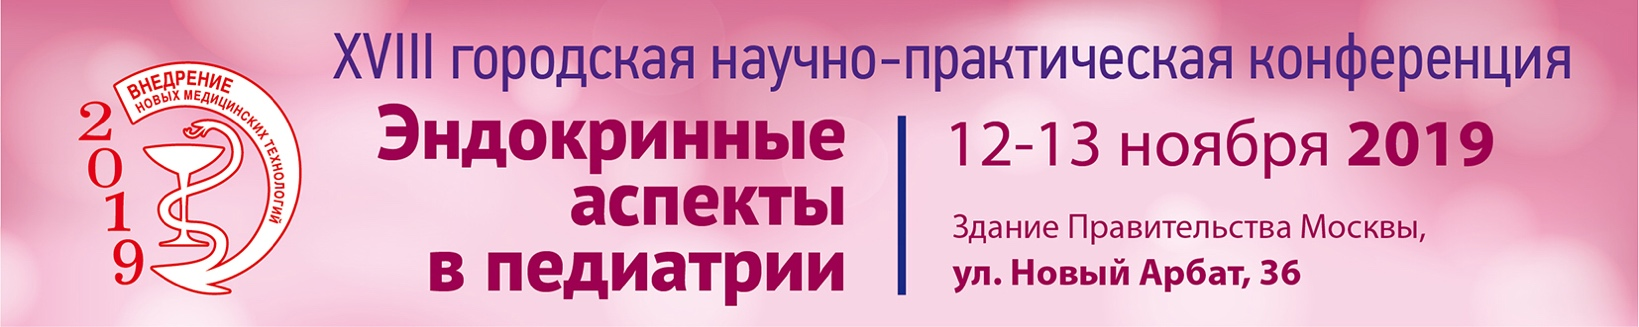 XVIII городская научно-практическая конференция
ВНЕДРЕНИЕ
НОВЫХ МЕДИЦИНСКИХ ТЕХНОЛОГИЙ
2019
Эндокринные
аспекты
в педиатрии
12-13 ноября 2019
Здание Правительства Москвы,
ул. Новый Арбат, 36